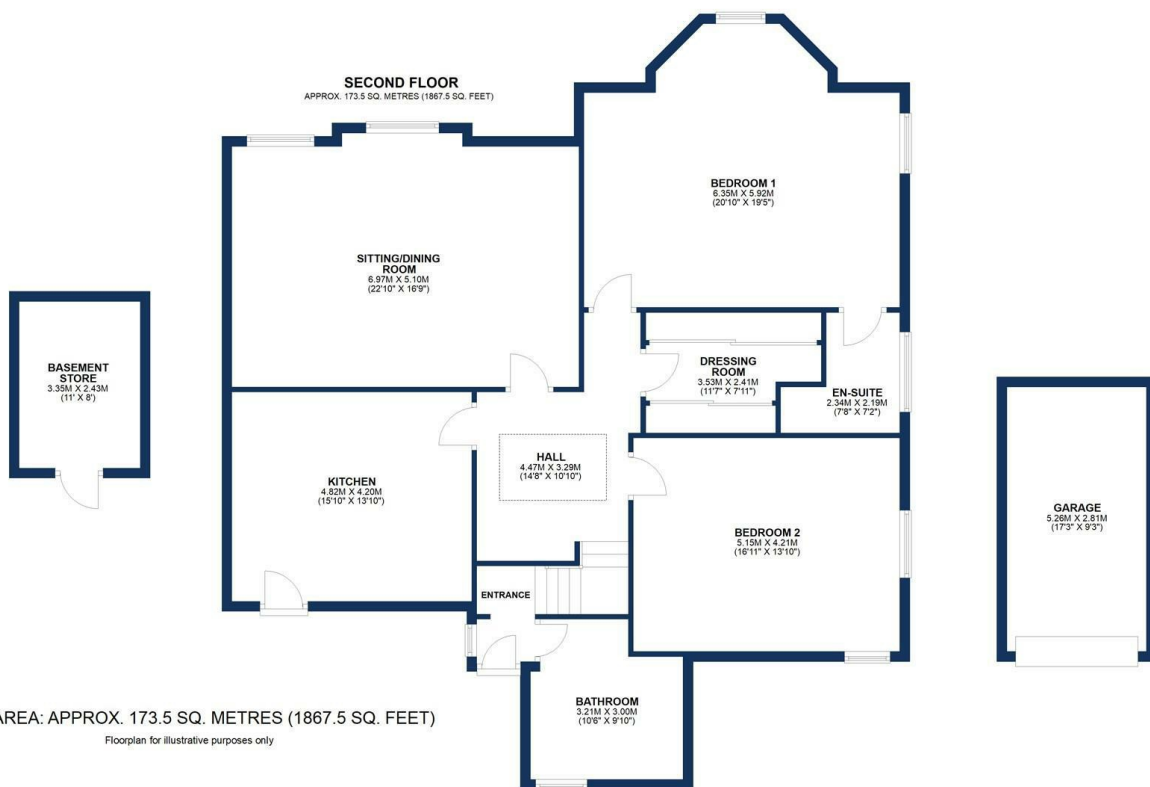 SECOND FLOOR
APPROX. 173.5 SQ. METRES (1867.5 SQ. FEET)
BEDROOM 1
6.35M X 5.92M
(20'10" X 19'5")
SITTING/DINING
ROOM
6.97M X 5.10M
(22'10" X 16'9")
BASEMENT
STORE
3.35M X 2.43M
(11' X 8')
DRESSING
ROOM
3.53M X 2.41M
(11'7" X 7'11")
EN-SUITE
2.34M X 2.19M
(7'8" X 7'2")
HALL
4.47M X 3.29M
(14'8" X 10'10")
KITCHEN
4.82M X 4.20M
(15'10" X 13'10")
GARAGE
5.26M X 2.81M
(17'3" X 9'3")
BEDROOM 2
5.15M X 4.21M
(16'11" X 13'10")
ENTRANCE
BATHROOM
3.21M X 3.00M
(10'6" X 9'10")
AREA: APPROX. 173.5 SQ. METRES (1867.5 SQ. FEET)
Floorplan for illustrative purposes only